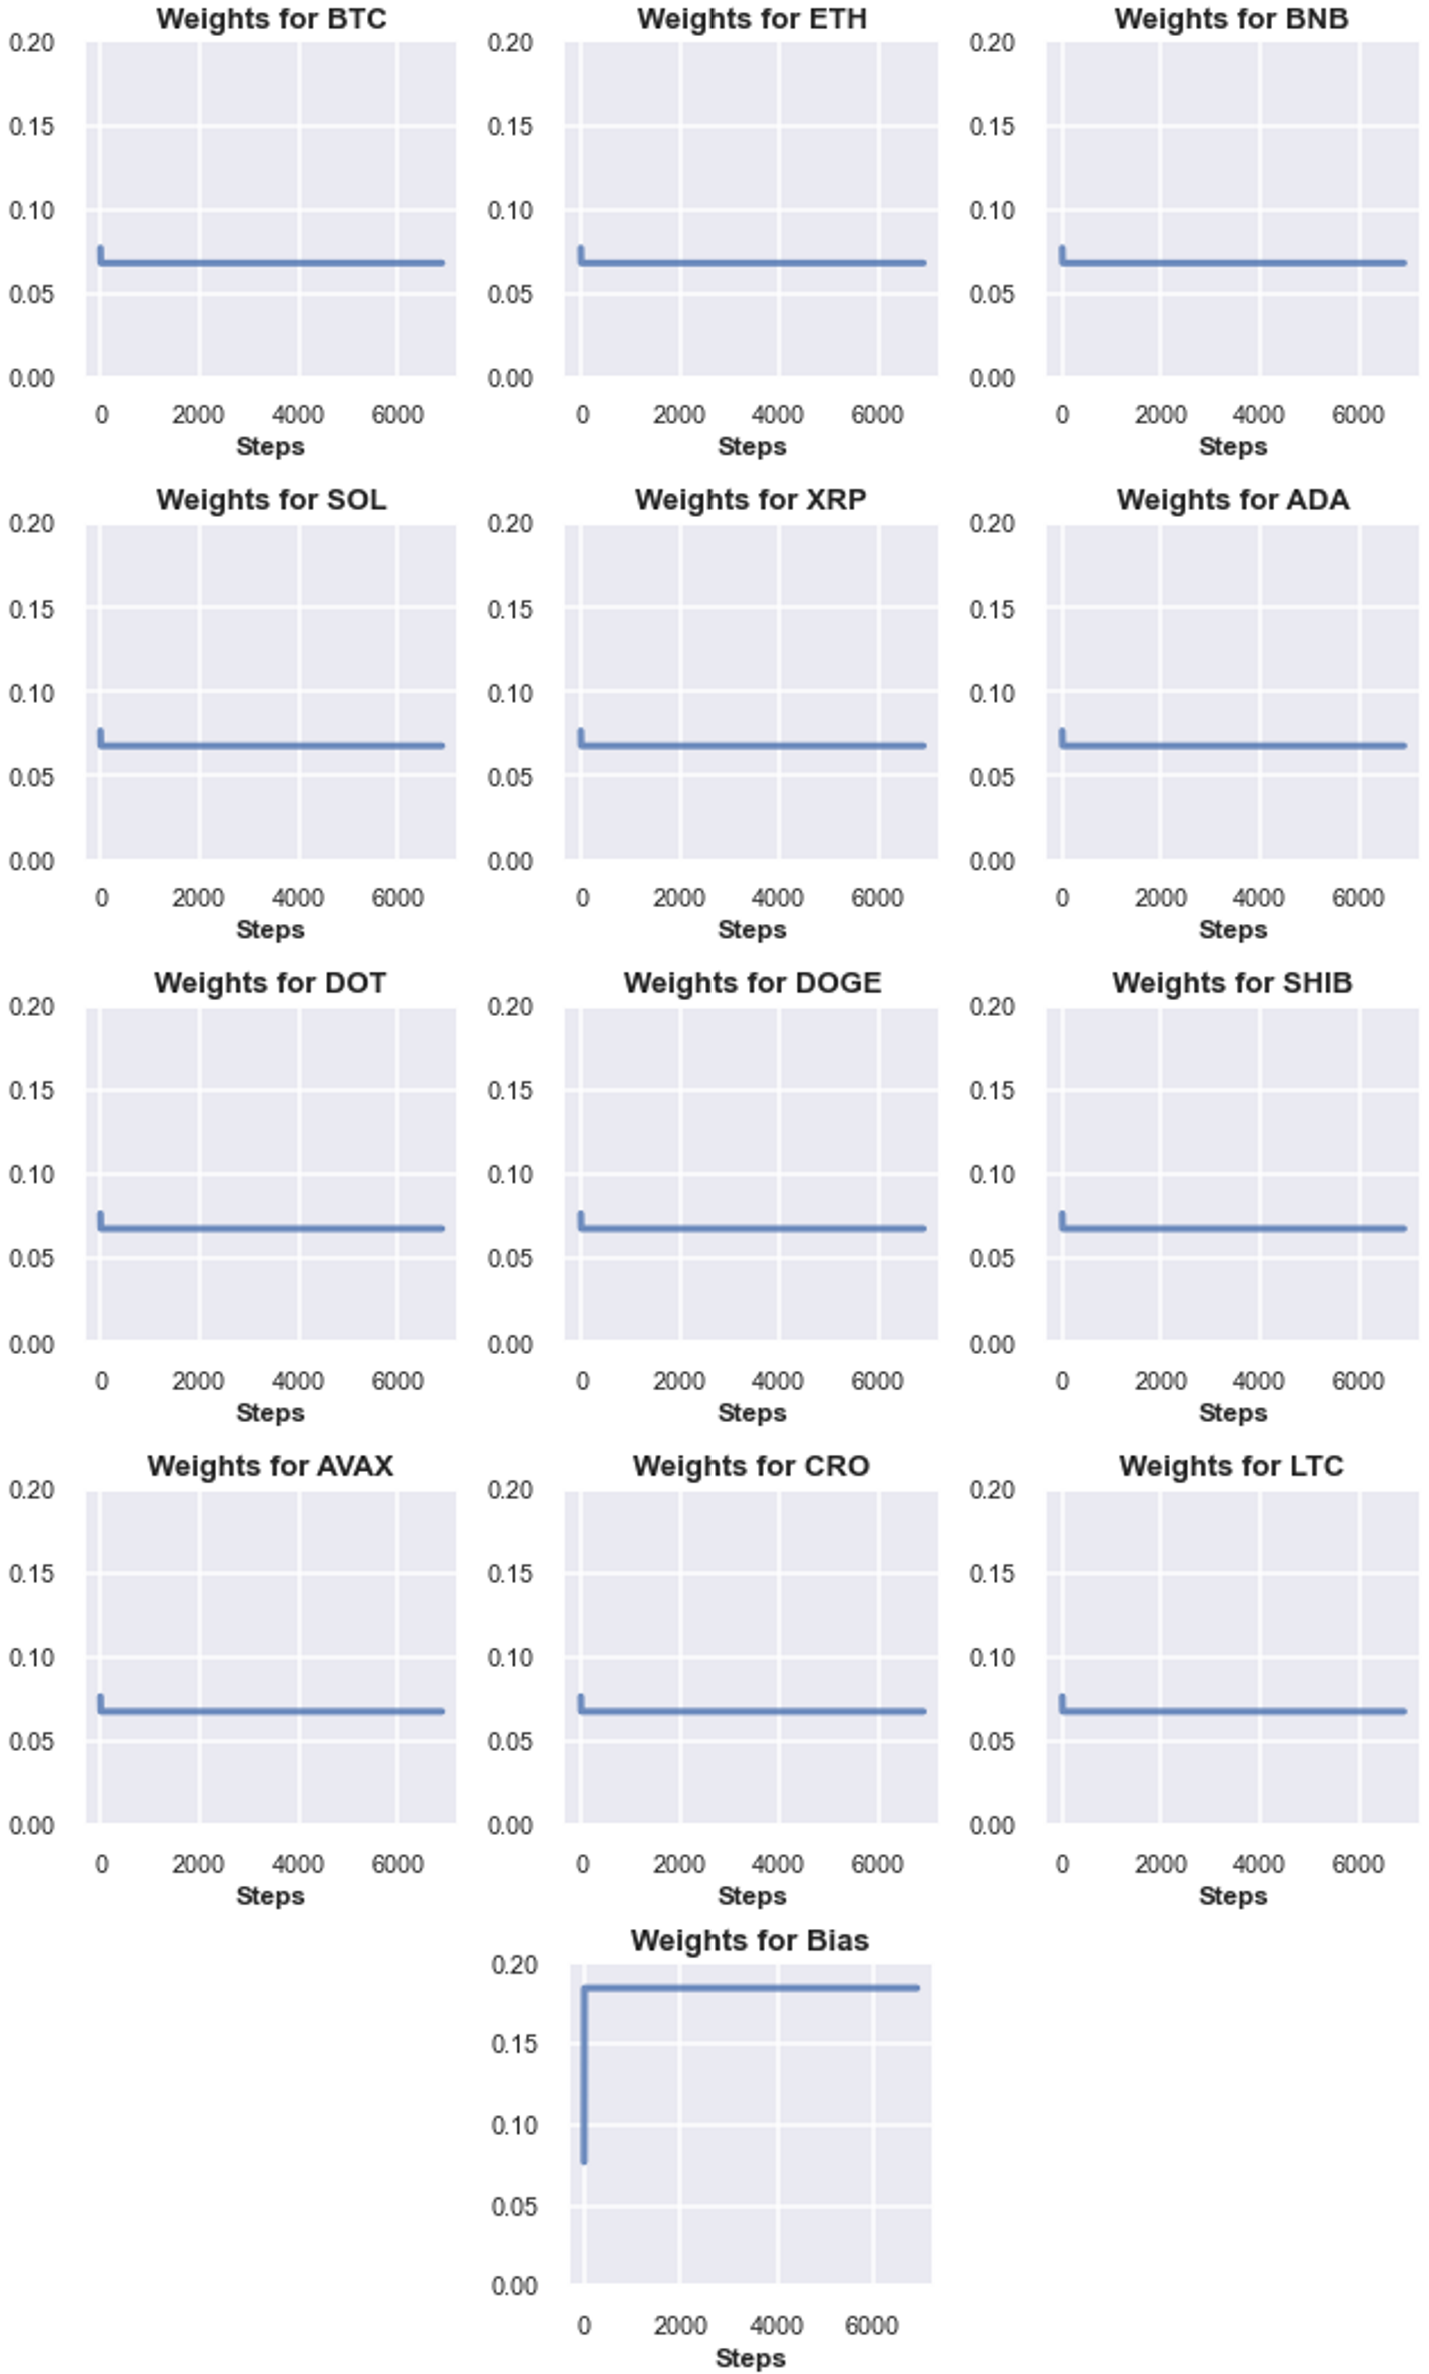 Weights for BTC
Weights for ETH
Weights for BNB
0.20 0.20 0.20
0.15 0.15 0.15
0.10 0.10 0.10
0.05 0.05 0.05
0.00 0.00 0.00
0 2000 4000 6000 0 2000 4000 6000 0 2000 4000 6000
Steps Steps Steps
Weights for SOL
Weights for XRP
Weights for ADA
0.20 0.20 0.20
0.15 0.15 0.15
0.10 0.10 0.10
0.05 0.05 0.05
0.00 0.00 0.00
0 2000 4000 6000 0 2000 4000 6000 0 2000 4000 6000
Steps Steps Steps
Weights for DOT
Weights for DOGE
Weights for SHIB
0.20 0.20 0.20
0.15 0.15 0.15
0.10 0.10 0.10
0.05 0.05 0.05
0.00 0.00 0.00
0 2000 4000 6000 0 2000 4000 6000 0 2000 4000 6000
Steps Steps Steps
Weights for AVAX
Weights for CRO
Weights for LTC
0.20 0.20 0.20
0.15 0.15 0.15
0.10 0.10 0.10
0.05 0.05 0.05
0.00 0.00 0.00
0 2000 4000 6000 0 2000 4000 6000 0 2000 4000 6000
Steps Steps Steps
Weights for Bias
0.20
0.15
0.10
0.05
0.00
0 2000 4000 6000
Steps